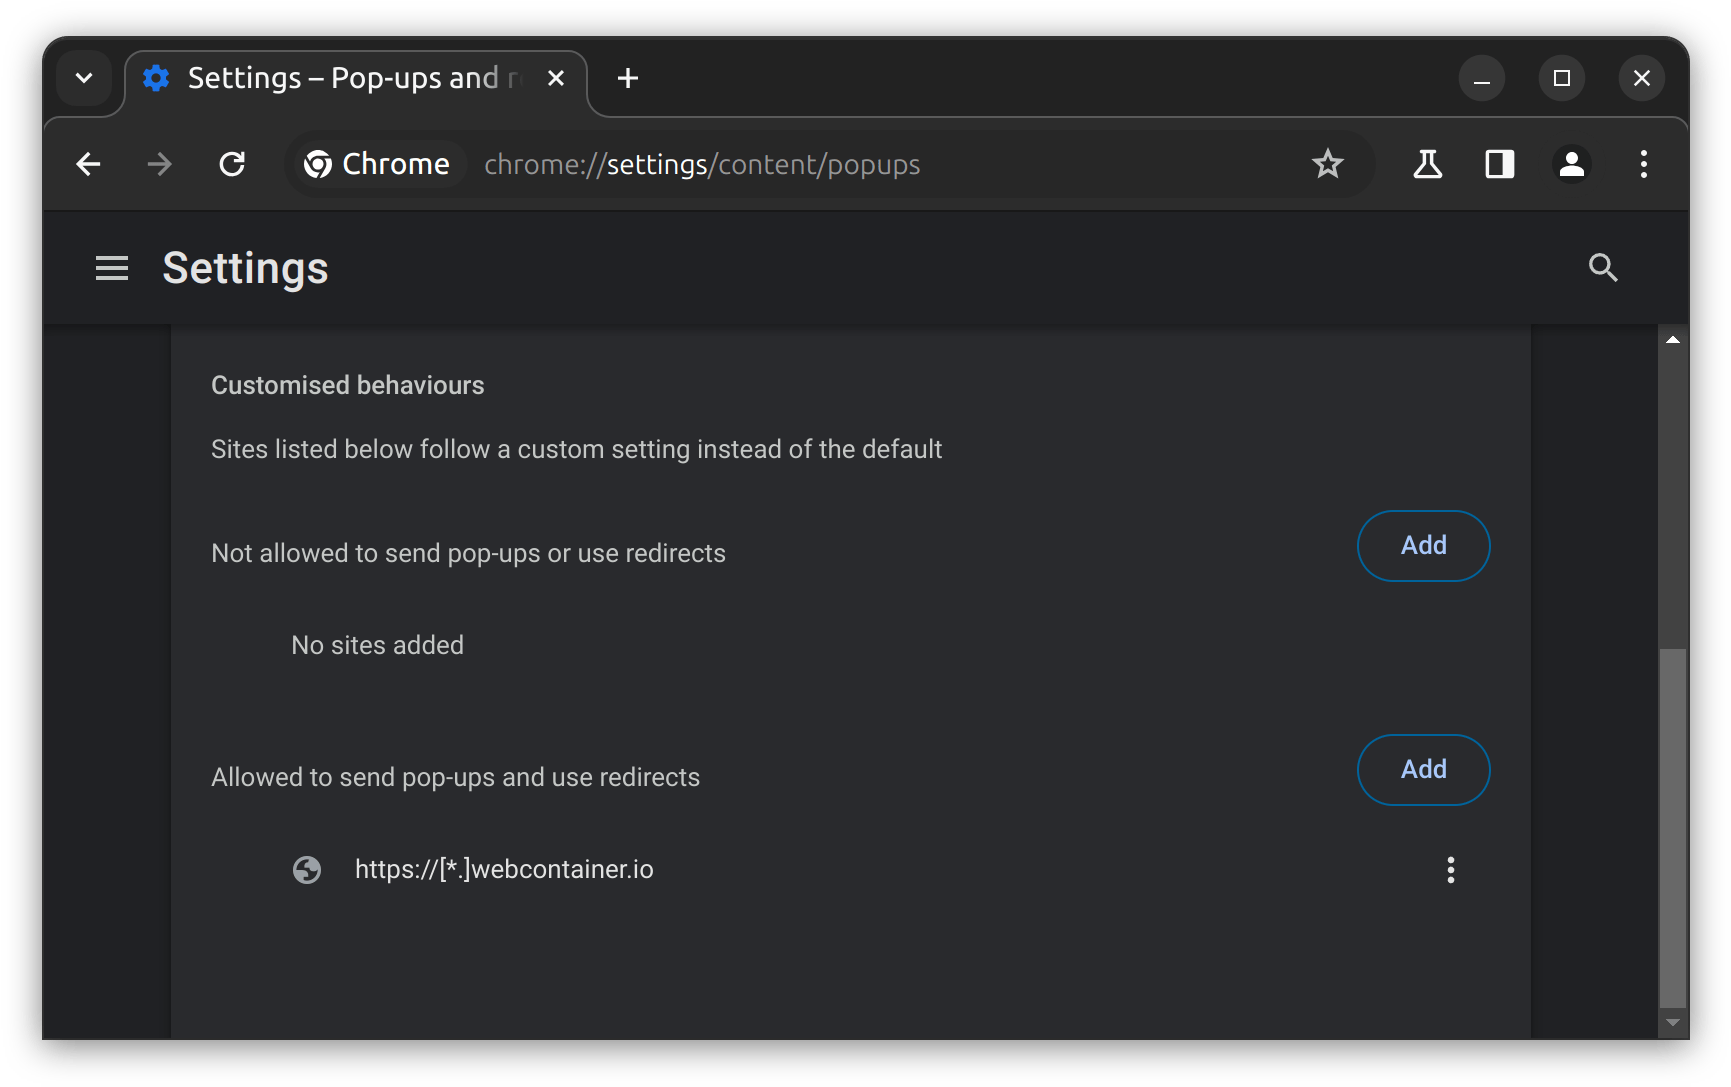 Settings – Pop-ups and r
Chrome
chrome://settings/content/popups
Settings
Customised behaviours
Sites listed below follow a custom setting instead of the default
Not allowed to send pop-ups or use redirects
Add
No sites added
Allowed to send pop-ups and use redirects
Add
https://[*.]webcontainer.io